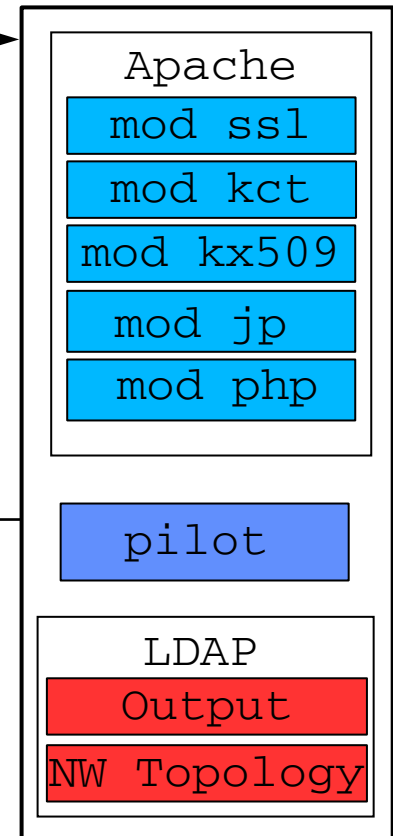 Apache
mod ssl
mod kct
mod kx509
mod jp
mod php
pilot
LDAP
Output
NW Topology